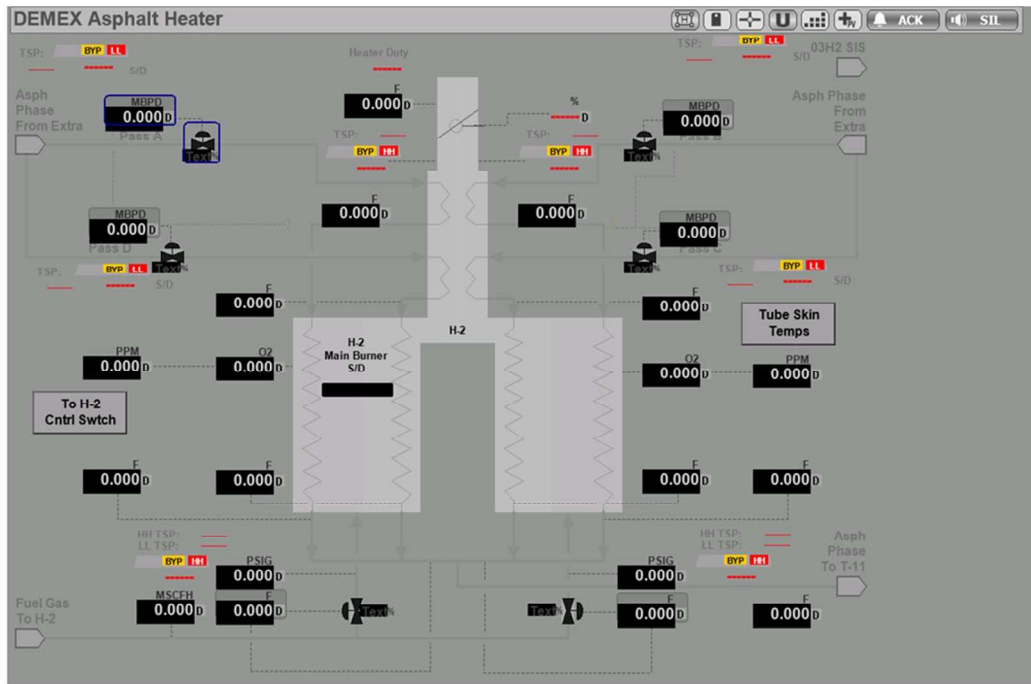 DEMEX Asphalt Heater
ACK
SIL
TSP:
BYP
LL
S/D
Heater Duty
TSP:
BYP
LL
S/D
03H2 SIS
Asph
Phase
From Extra
MBPD
0.000 D
Pass A
Text%
F
0.000 D
%
D
MBPD
0.000 D
Pass B
Asph Phase
From
Extra
TSP:
BYP
HH
TSP:
BYP
HH
Text%
MBPD
0.000 D
Pass D
Text%
F
0.000 D
F
0.000 D
MBPD
0.000 D
Pass C
Text%
TSP:
BYP
LL
S/D
TSP:
BYP
LL
S/D
F
0.000 D
F
0.000 D
Tube Skin
Temps
H-2
H-2
Main Burner
S/D
PPM
0.000 D
O2
0.000 D
O2
0.000 D
PPM
0.000 D
To H-2
Cntrl Swtch
F
0.000 D
F
0.000 D
F
0.000 D
F
0.000 D
HH TSP:
LL TSP:
BYP
HH
HH TSP:
LL TSP:
BYP
HH
Asph
Phase
To T-11
PSIG
0.000 D
PSIG
0.000 D
Fuel Gas
To H-2
MSCFH
0.000 D
F
0.000 D
Text%
Text%
F
0.000 D
F
0.000 D